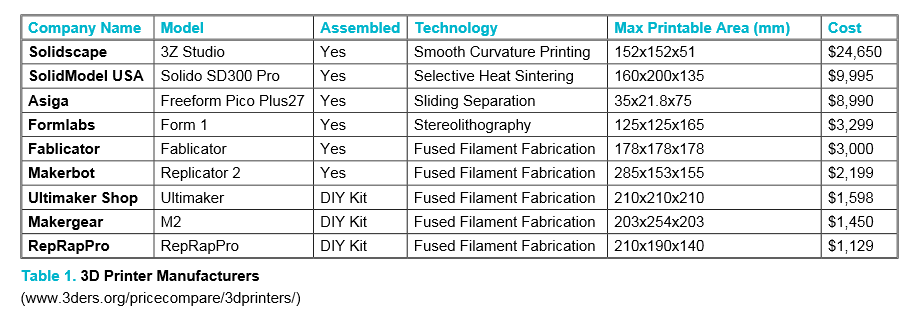 Company Name Model Assembled Technology Max Printable Area (mm) Cost
Solidscape 3Z Studio Yes Smooth Curvature Printing 152x152x51 $24,650
SolidModel USA Solido SD300 Pro Yes Selective Heat Sintering 160x200x135 $9,995
Asiga Freeform Pico Plus27 Yes Sliding Separation 35x21.8x75 $8,990
Formlabs Form 1 Yes Stereolithography 125x125x165 $3,299
Fablicator Fablicator Yes Fused Filament Fabrication 178x178x178 $3,000
Makerbot Replicator 2 Yes Fused Filament Fabrication 285x153x155 $2,199
Ultimaker Shop Ultimaker DIY Kit Fused Filament Fabrication 210x210x210 $1,598
Makergear M2 DIY Kit Fused Filament Fabrication 203x254x203 $1,450
RepRapPro RepRapPro DIY Kit Fused Filament Fabrication 210x190x140 $1,129
Table 1. 3D Printer Manufacturers
(www.3ders.org/pricecompare/3dprinters/)